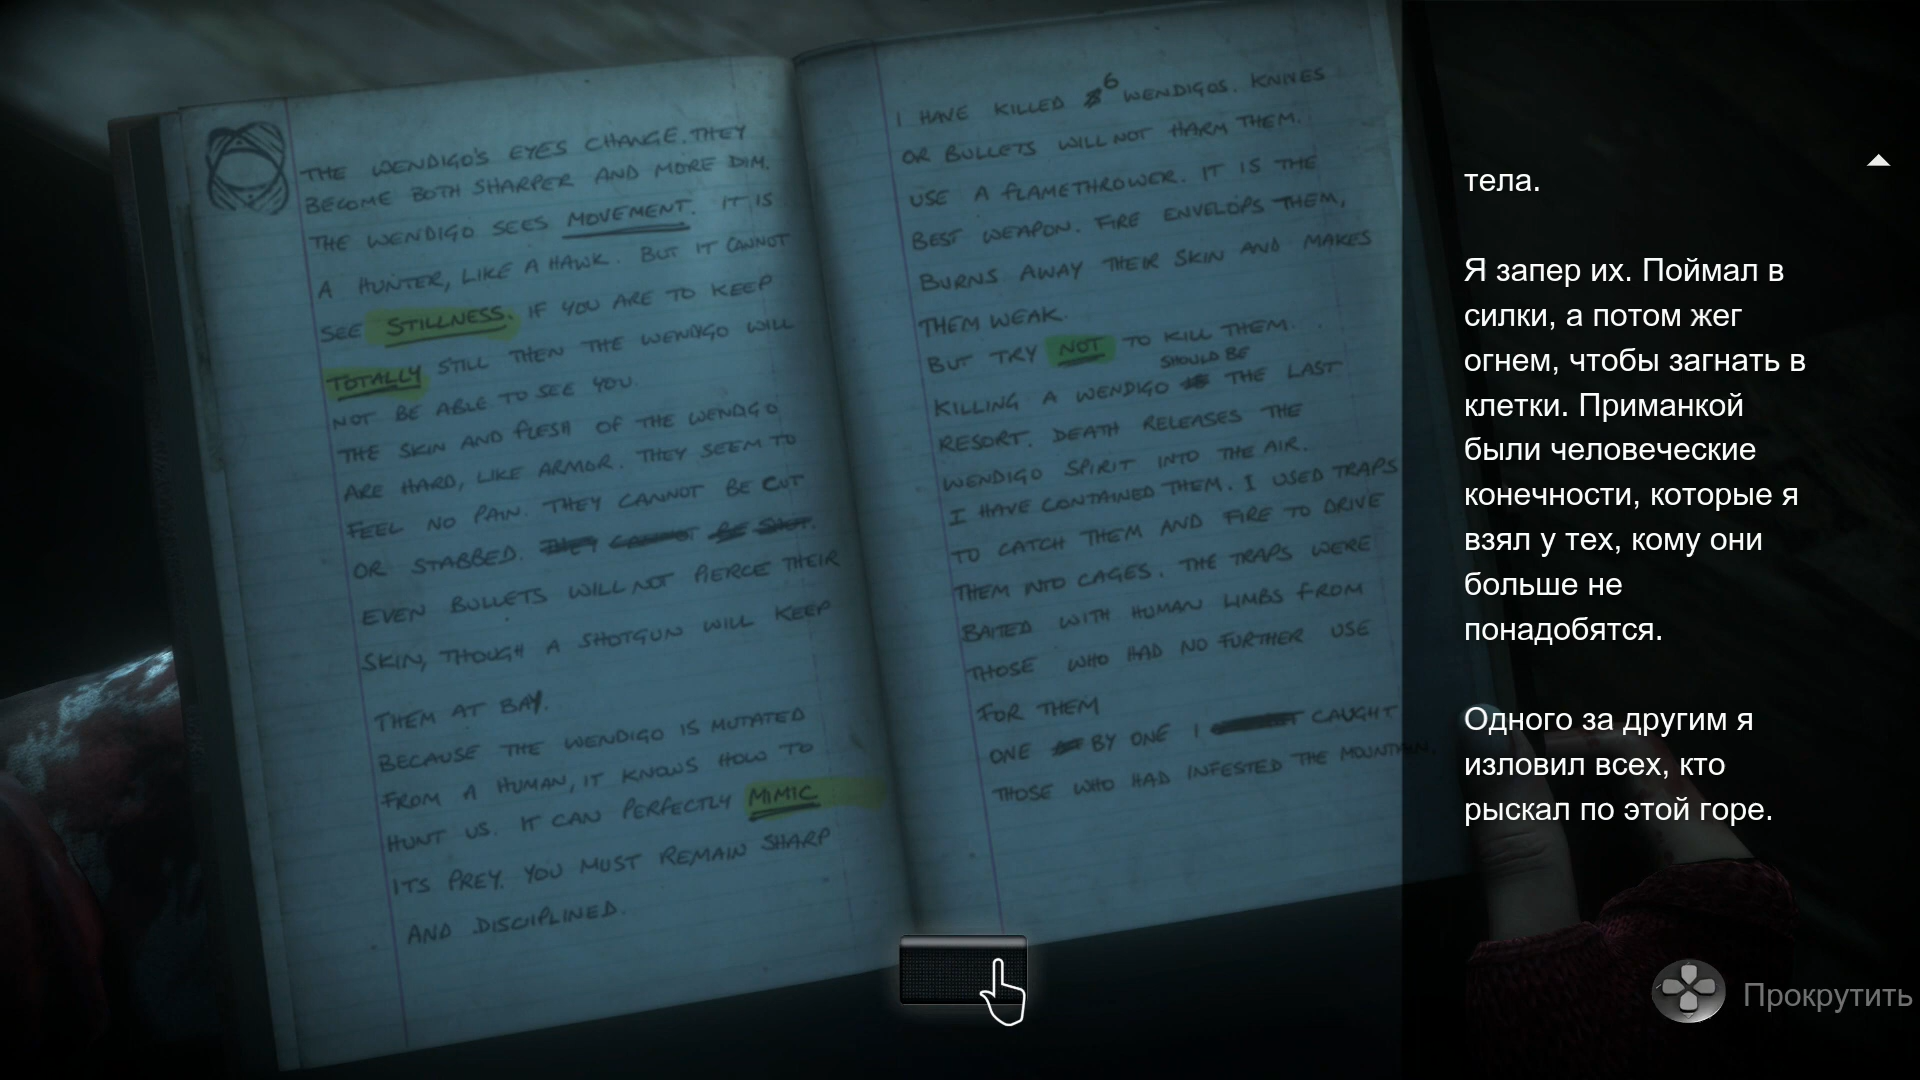 THE WENDIGO'S EYES CHANGE. THEY
BECOME BOTH SHARPER AND MORE DIM.
THE WENDIGO SEES MOVEMENT. IT IS
A HUNTER, LIKE A HAWK. BUT IT CANNOT
SEE STILLNESS. IF YOU ARE TO KEEP
TOTALLY STILL THEN THE WENDIGO WILL
NOT BE ABLE TO SEE YOU.
THE SKIN AND FLESH OF THE WENDIGO
ARE HARD, LIKE ARMOR. THEY SEEM TO
FEEL NO PAIN. THEY CANNOT BE CUT
OR STABBED. THEY CANNOT BE SHOT.
EVEN BULLETS WILL NOT PIERCE THEIR
SKIN, THOUGH A SHOTGUN WILL KEEP
THEM AT BAY.
BECAUSE THE WENDIGO IS MUTATED
FROM A HUMAN, IT KNOWS HOW TO
HUNT US. IT CAN PERFECTLY MIMIC
ITS PREY. YOU MUST REMAIN SHARP
AND DISCIPLINED.
I HAVE KILLED 6 WENDIGOS. KNIVES
OR BULLETS WILL NOT HARM THEM.
USE A FLAMETHROWER. IT IS THE
BEST WEAPON. FIRE ENVELOPS THEM,
BURNS AWAY THEIR SKIN AND MAKES
THEM WEAK.
BUT TRY NOT TO KILL THEM.
SHOULD BE
KILLING A WENDIGO THE LAST
RESORT. DEATH RELEASES THE
WENDIGO SPIRIT INTO THE AIR.
I HAVE CONTAINED THEM. I USED TRAPS
TO CATCH THEM AND FIRE TO DRIVE
THEM INTO CAGES. THE TRAPS WERE
BAITED WITH HUMAN LIMBS FROM
THOSE WHO HAD NO FURTHER USE
FOR THEM
ONE BY ONE I CAUGHT
THOSE WHO HAD INFESTED THE MOUNTAIN.
тела.
Я запер их. Поймал в
силки, а потом жег
огнем, чтобы загнать в
клетки. Приманкой
были человеческие
конечности, которые я
взял у тех, кому они
больше не
понадобятся.
Одного за другим я
изловил всех, кто
рыскал по этой горе.
Прокрутить